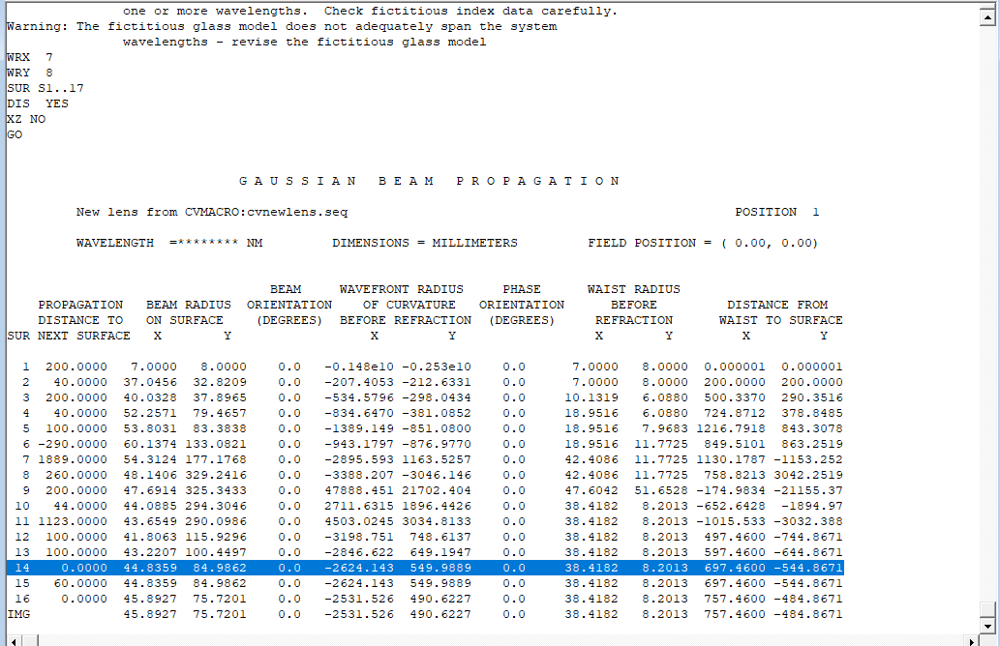 one or more wavelengths.  Check fictitious index data carefully.
Warning: The fictitious glass model does not adequately span the system
wavelengths - revise the fictitious glass model
WRX  7
WRY  8
SUR S1..17
DIS  YES
XZ NO
GO
G A U S S I A N   B E A M   P R O P A G A T I O N
New lens from CVMACRO:cvnewlens.seq POSITION  1
WAVELENGTH  =******** NM DIMENSIONS = MILLIMETERS FIELD POSITION = ( 0.00, 0.00)
BEAM WAVEFRONT RADIUS PHASE WAIST RADIUS
PROPAGATION BEAM RADIUS ORIENTATION OF CURVATURE ORIENTATION BEFORE DISTANCE FROM
DISTANCE TO ON SURFACE (DEGREES) BEFORE REFRACTION (DEGREES) REFRACTION WAIST TO SURFACE
SUR NEXT SURFACE X Y X Y X Y X Y
1 200.0000 7.0000 8.0000 0.0 -0.148e10 -0.253e10 0.0 7.0000 8.0000 0.000001 0.000001
2 40.0000 37.0456 32.8209 0.0 -207.4053 -212.6331 0.0 7.0000 8.0000 200.0000 200.0000
3 200.0000 40.0328 37.8965 0.0 -534.5796 -298.0434 0.0 10.1319 6.0880 500.3370 290.3516
4 40.0000 52.2571 79.4657 0.0 -834.6470 -381.0852 0.0 18.9516 6.0880 724.8712 378.8485
5 100.0000 53.8031 83.3838 0.0 -1389.149 -851.0800 0.0 18.9516 7.9683 1216.7918 843.3078
6 -290.0000 60.1374 133.0821 0.0 -943.1797 -876.9770 0.0 18.9516 11.7725 849.5101 863.2519
7 1889.0000 54.3124 177.1768 0.0 -2895.593 1163.5257 0.0 42.4086 11.7725 1130.1787 -1153.252
8 260.0000 48.1406 329.2416 0.0 -3388.207 -3046.146 0.0 42.4086 11.7725 758.8213 3042.2519
9 200.0000 47.6914 325.3433 0.0 47888.451 21702.404 0.0 47.6042 51.6528 -174.9834 -21155.37
10 44.0000 44.0885 294.3046 0.0 2711.6315 1896.4426 0.0 38.4182 8.2013 -652.6428 -1894.97
11 1123.0000 43.6549 290.0986 0.0 4503.0245 3034.8133 0.0 38.4182 8.2013 -1015.533 -3032.388
12 100.0000 41.8063 115.9296 0.0 -3198.751 748.6137 0.0 38.4182 8.2013 497.4600 -744.8671
13 100.0000 43.2207 100.4497 0.0 -2846.622 649.1947 0.0 38.4182 8.2013 597.4600 -644.8671
14 0.0000 44.8359 84.9862 0.0 -2624.143 549.9889 0.0 38.4182 8.2013 697.4600 -544.8671
15 60.0000 44.8359 84.9862 0.0 -2624.143 549.9889 0.0 38.4182 8.2013 697.4600 -544.8671
16 0.0000 45.8927 75.7201 0.0 -2531.526 490.6227 0.0 38.4182 8.2013 757.4600 -484.8671
IMG 45.8927 75.7201 0.0 -2531.526 490.6227 0.0 38.4182 8.2013 757.4600 -484.8671